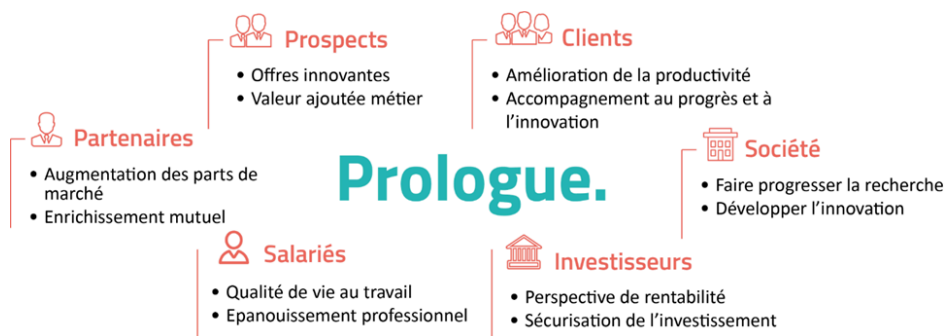 Prospects
• Offres innovantes
• Valeur ajoutée métier
Clients
• Amélioration de la productivité
• Accompagnement au progrès et à
l’innovation
Partenaires
• Augmentation des parts de
marché
• Enrichissement mutuel
Prologue.
Société
• Faire progresser la recherche
• Développer l’innovation
Salariés
• Qualité de vie au travail
• Epanouissement professionnel
Investisseurs
• Perspective de rentabilité
• Sécurisation de l’investissement